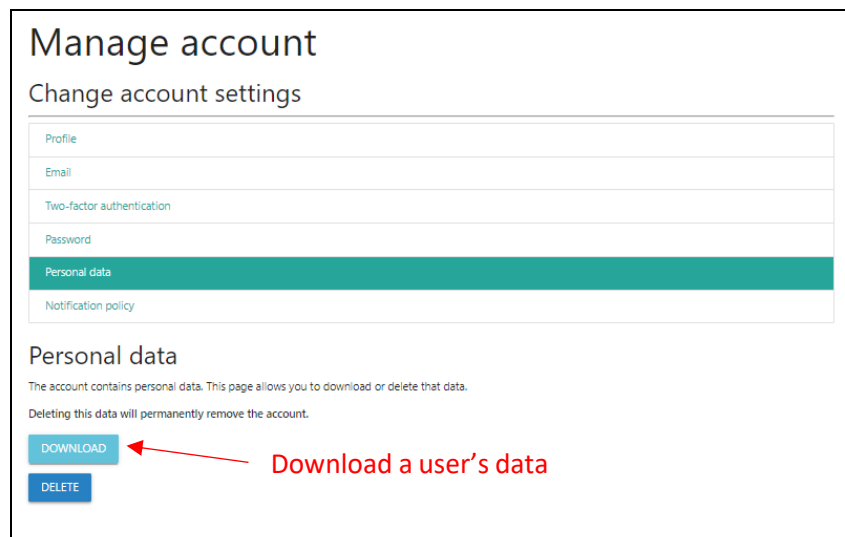 Manage account
Change account settings
Profile
Email
Two-factor authentication
Password
Personal data
Notification policy
Personal data
The account contains personal data. This page allows you to download or delete that data.
Deleting this data will permanently remove the account.
DOWNLOAD
Download a user’s data
DELETE